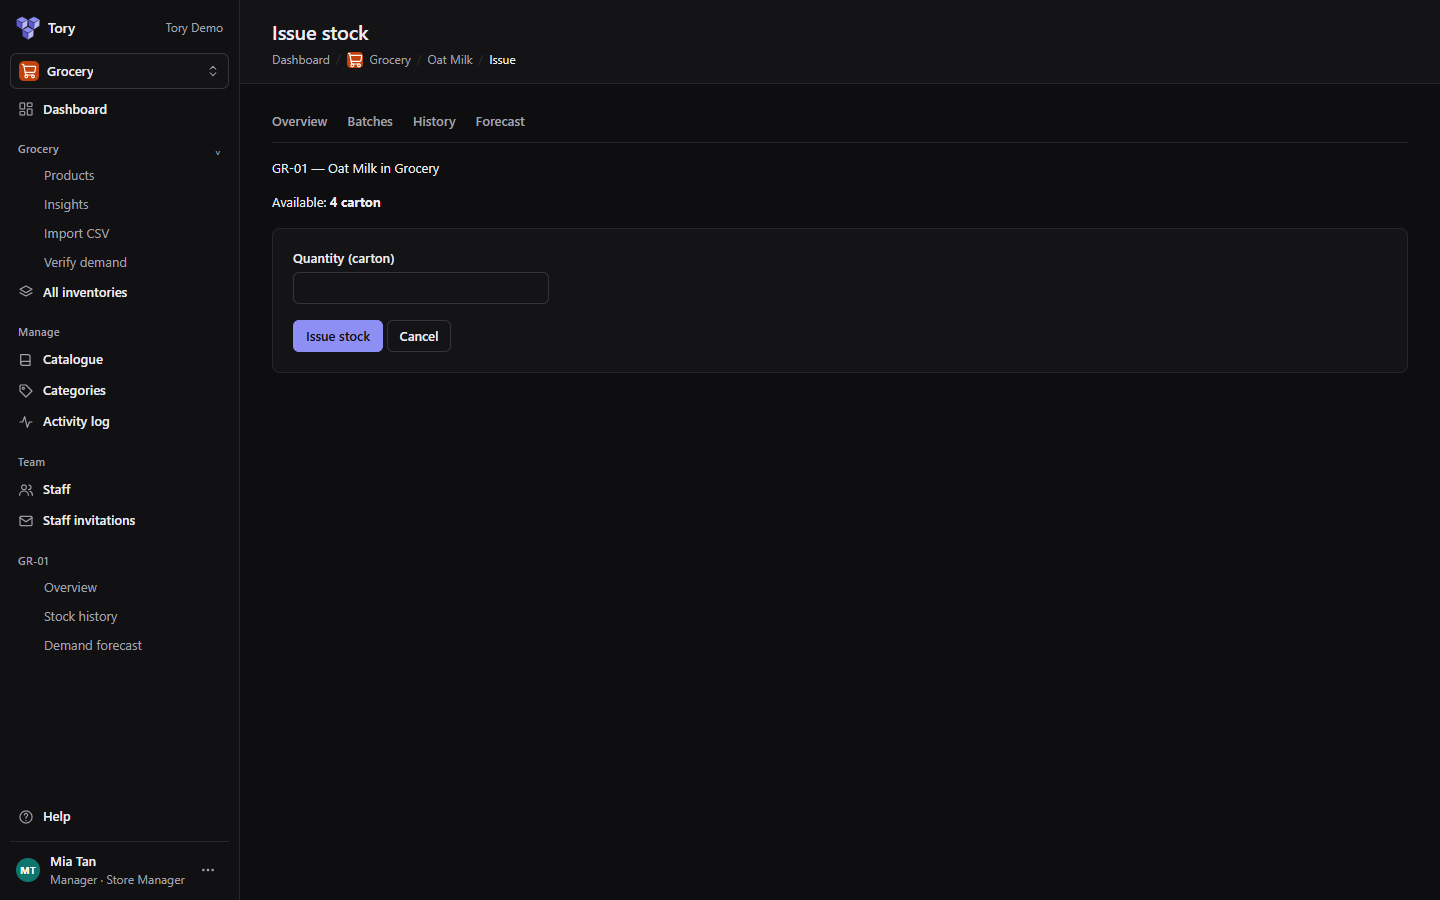 Tory
Tory Demo
Grocery
Dashboard
Grocery
Products
Insights
Import CSV
Verify demand
All inventories
Manage
Catalogue
Categories
Activity log
Team
Staff
Staff invitations
GR-01
Overview
Stock history
Demand forecast
Help
MT
Mia Tan
Manager · Store Manager
Issue stock
Dashboard / Grocery / Oat Milk / Issue
Overview Batches History Forecast
GR-01 — Oat Milk in Grocery
Available: 4 carton
Quantity (carton)
Issue stock Cancel